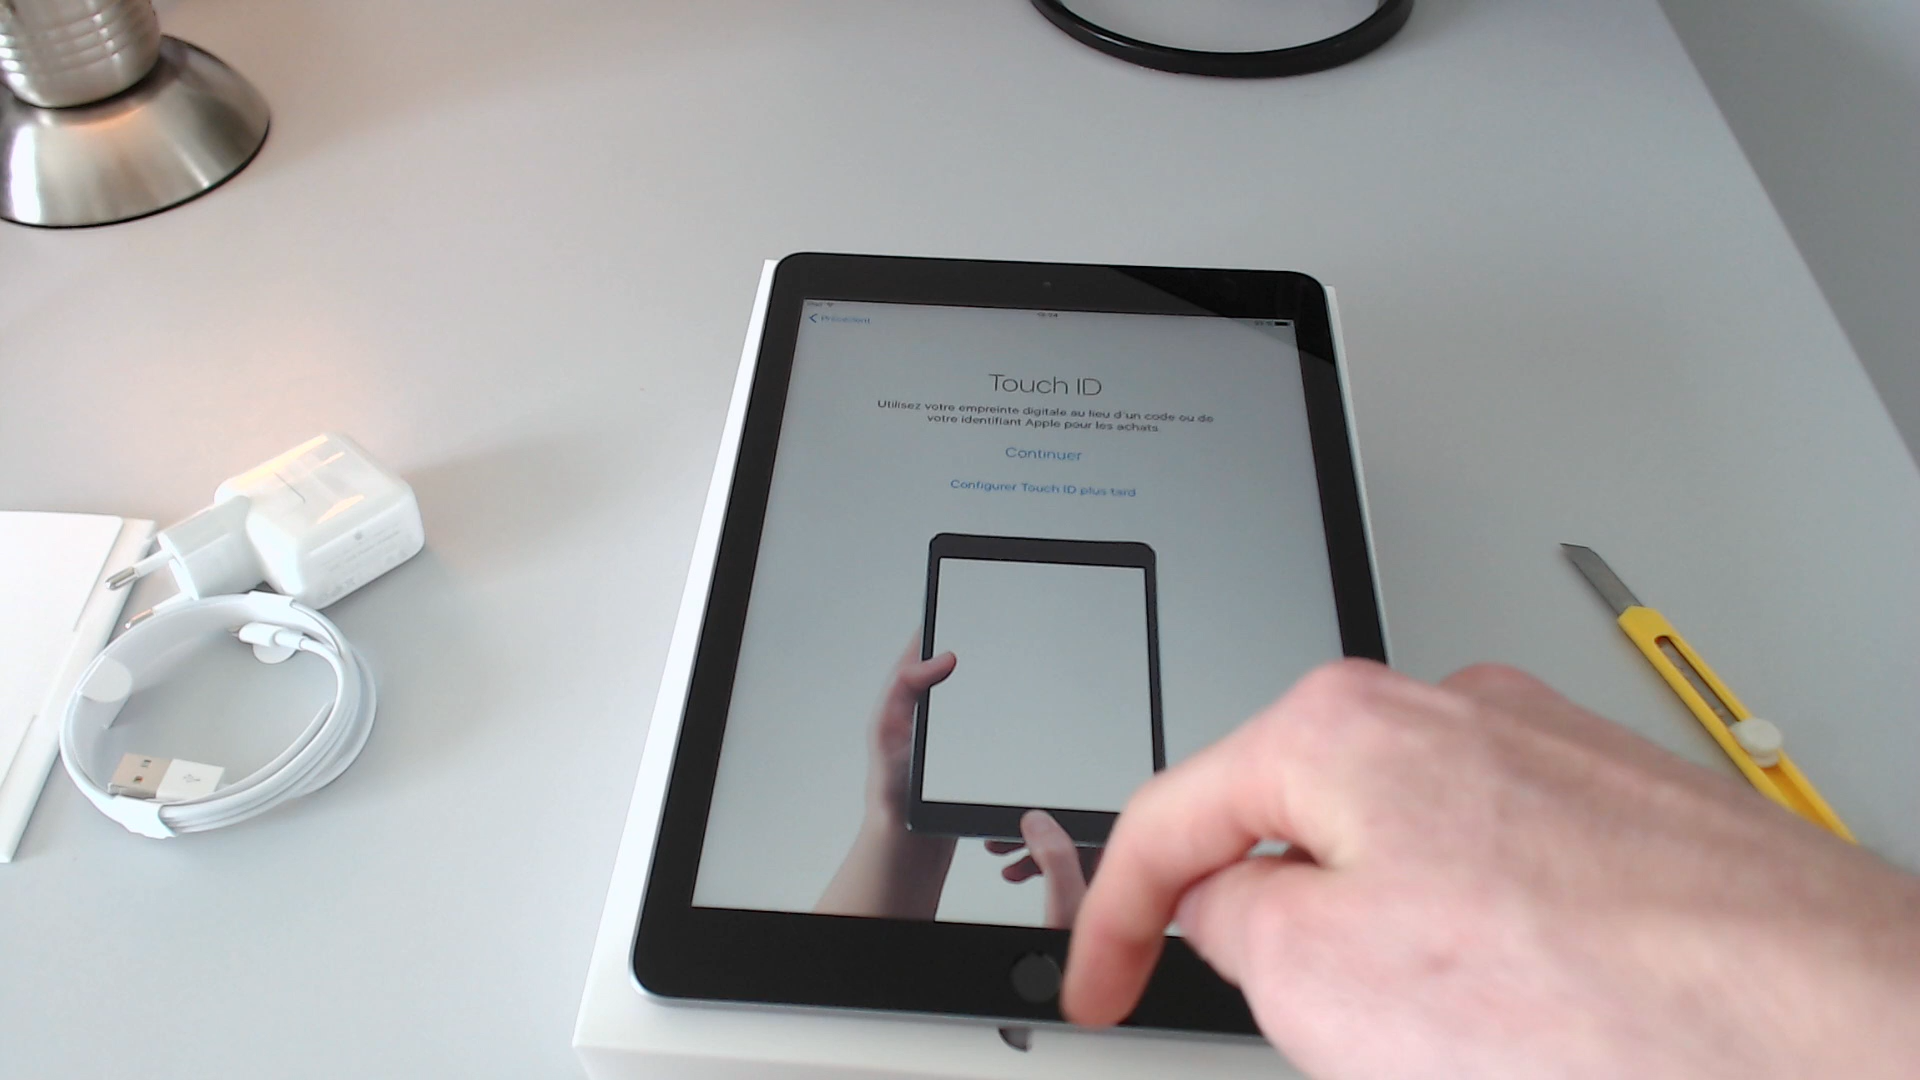 Précédent
Touch ID
Utilisez votre empreinte digitale au lieu d'un code ou de
votre identifiant Apple pour les achats.
Continuer
Configurer Touch ID plus tard